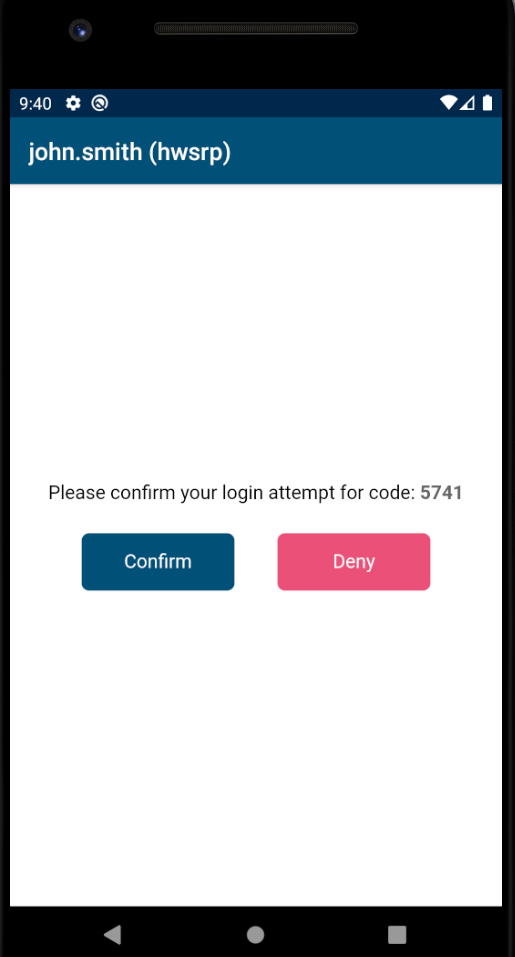 9:40
john.smith (hwsrp)
Please confirm your login attempt for code: 5741
Confirm
Deny